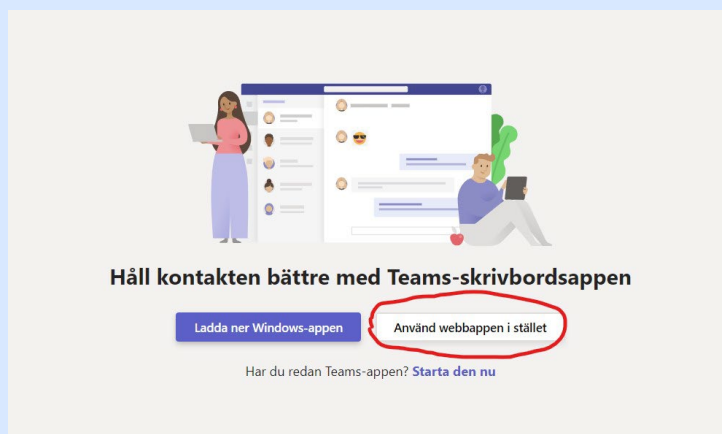 Håll kontakten bättre med Teams-skrivbordsappen
Ladda ner Windows-appen
Använd webbappen i stället
Har du redan Teams-appen? Starta den nu